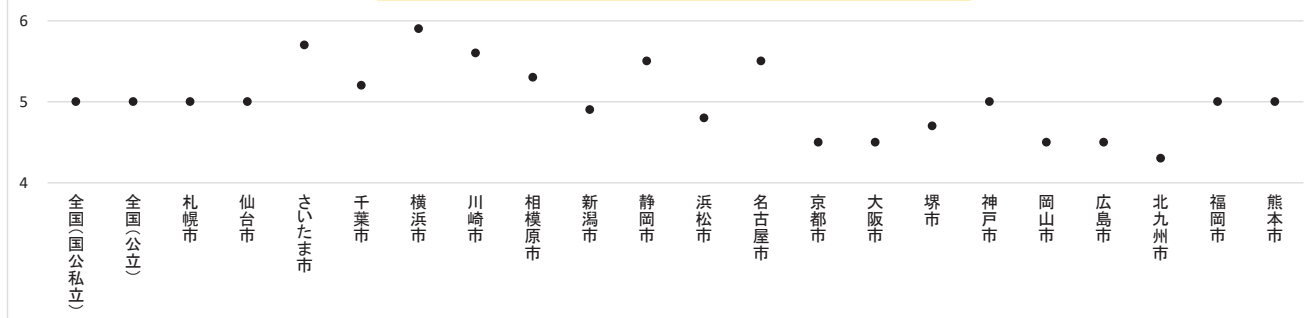 6
5
4
全国(国公私立)
全国(公立)
札幌市
仙台市
さいたま市
千葉市
横浜市
川崎市
相模原市
新潟市
静岡市
浜松市
名古屋市
京都市
大阪市
堺市
神戸市
岡山市
広島市
北九州市
福岡市
熊本市